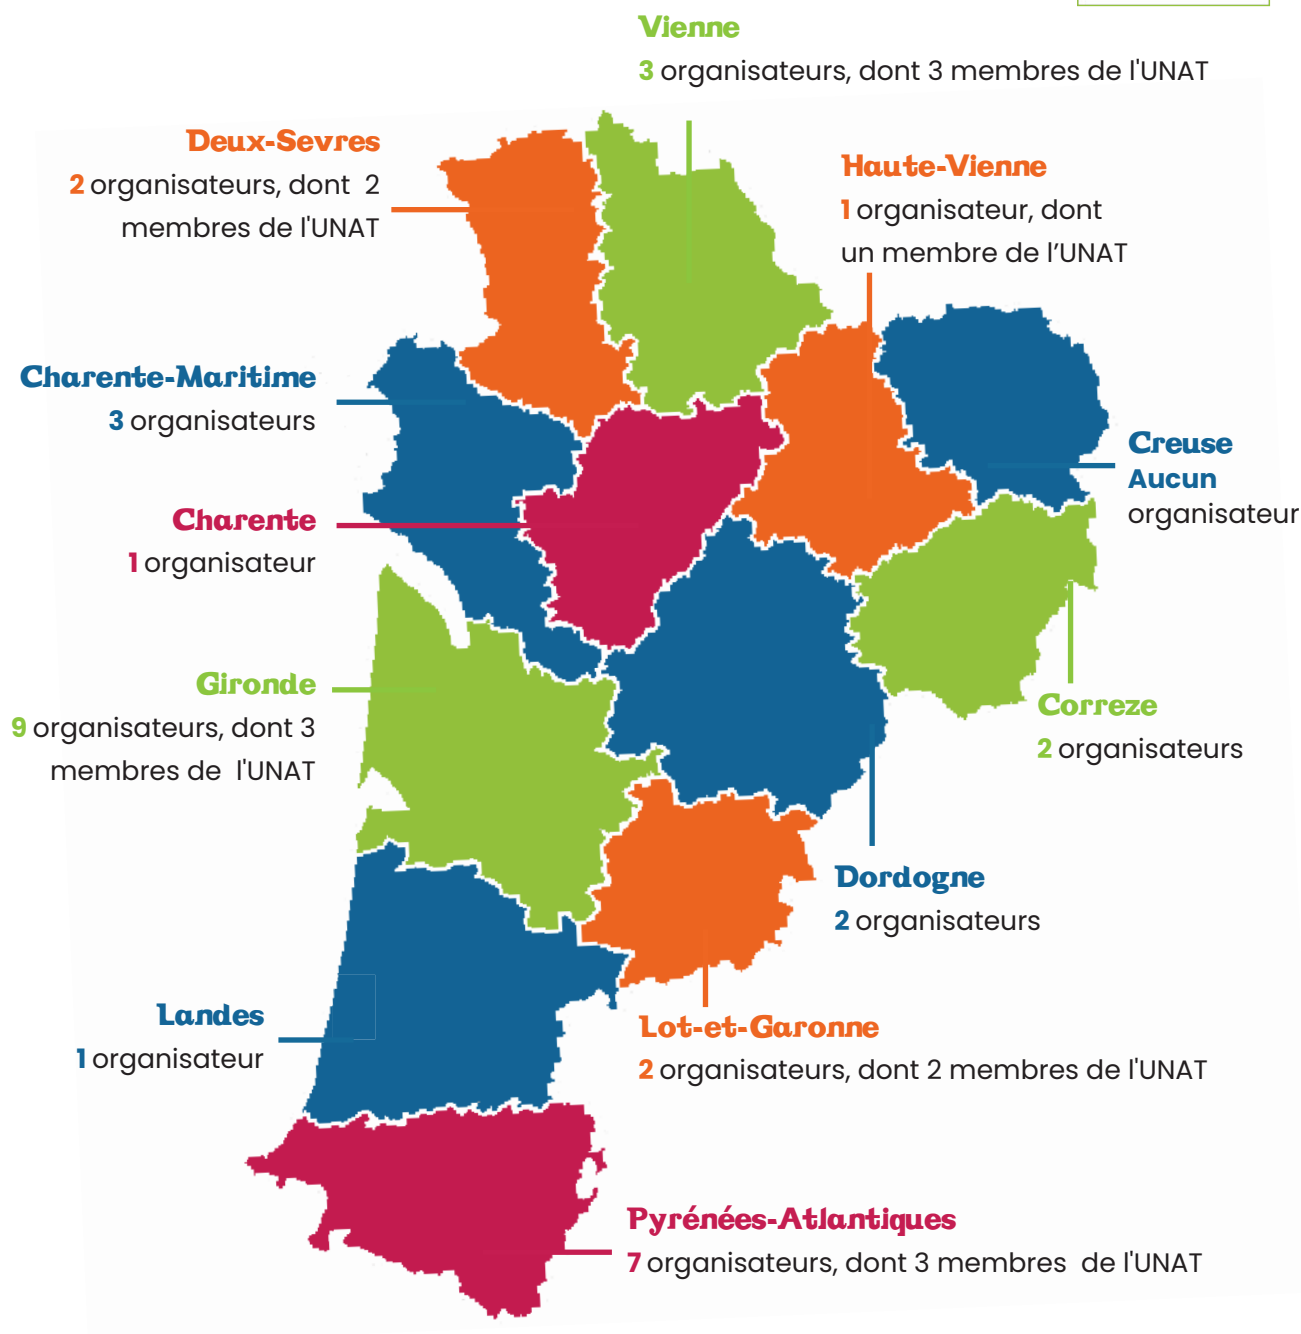 Vienne
3 organisateurs, dont 3 membres de l'UNAT
Deux-Sevres
2 organisateurs, dont 2
membres de l'UNAT
Haute-Vienne
1 organisateur, dont
un membre de l’UNAT
Charente-Maritime
3 organisateurs
Creuse
Aucun
organisateur
Charente
1 organisateur
Gironde
9 organisateurs, dont 3
membres de l'UNAT
Correze
2 organisateurs
Dordogne
2 organisateurs
Landes
1 organisateur
Lot-et-Garonne
2 organisateurs, dont 2 membres de l'UNAT
Pyrénées-Atlantiques
7 organisateurs, dont 3 membres de l'UNAT